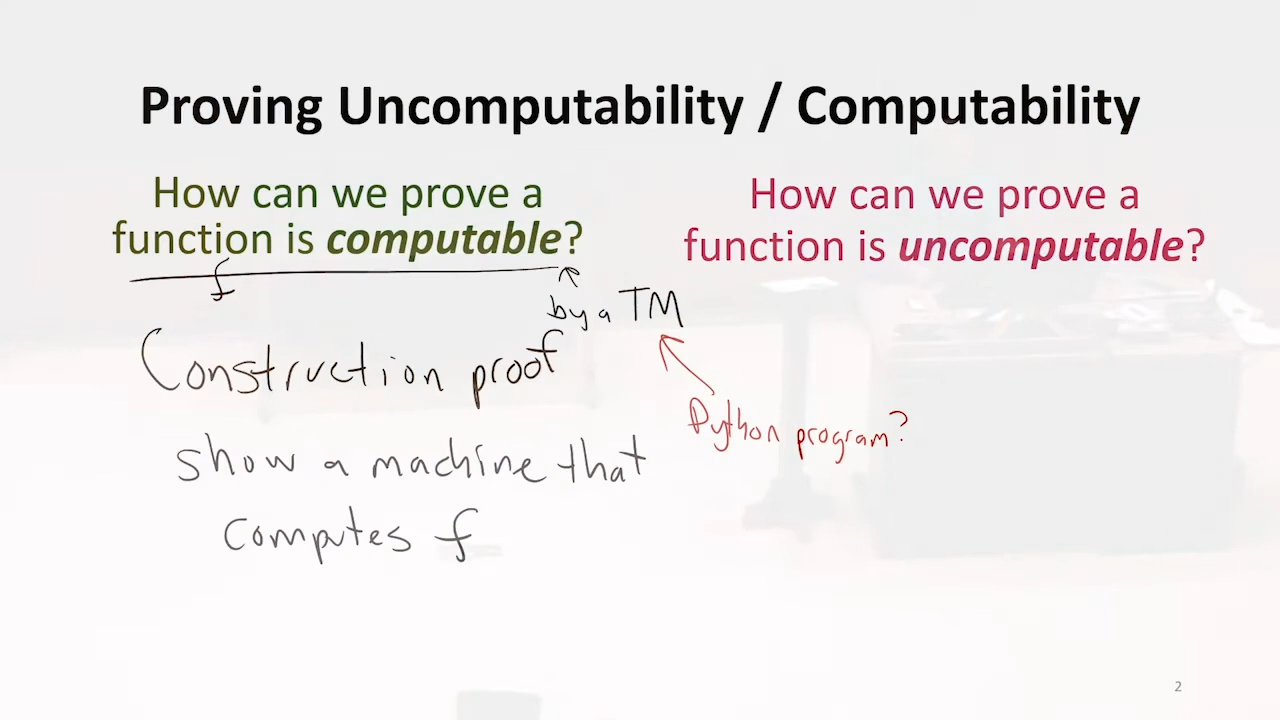 Proving Uncomputability / Computability
How can we prove a
function is computable?
f
by a TM
Construction proof
show a machine that
computes f
Python program?
How can we prove a
function is uncomputable?
2